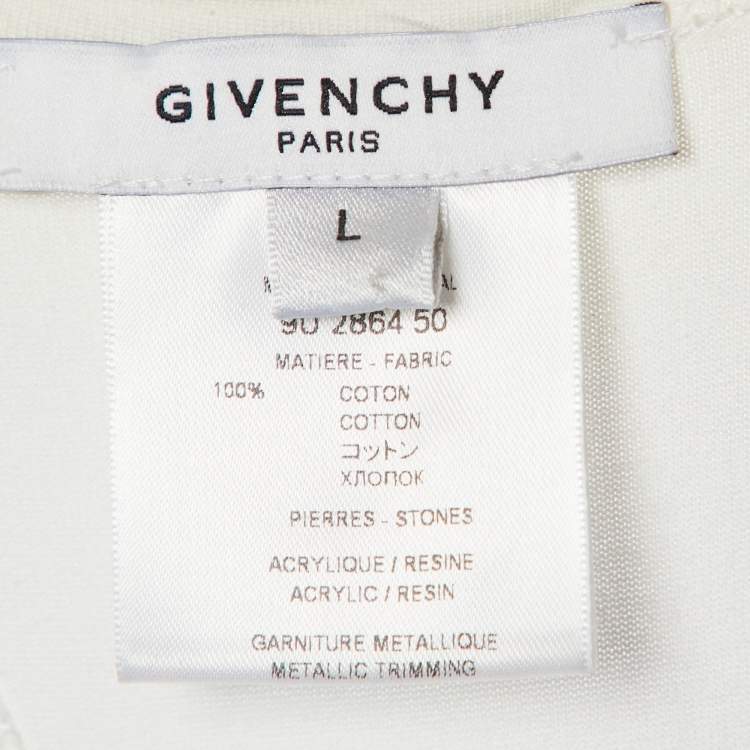 GIVENCHY
PARIS
L
90 2864 50
MATIERE - FABRIC
100% COTON
COTTON
コットン
ХЛОПОК
PIERRES - STONES
ACRYLIQUE / RESINE
ACRYLIC / RESIN
GARNITURE METALLIQUE
METALLIC TRIMMING